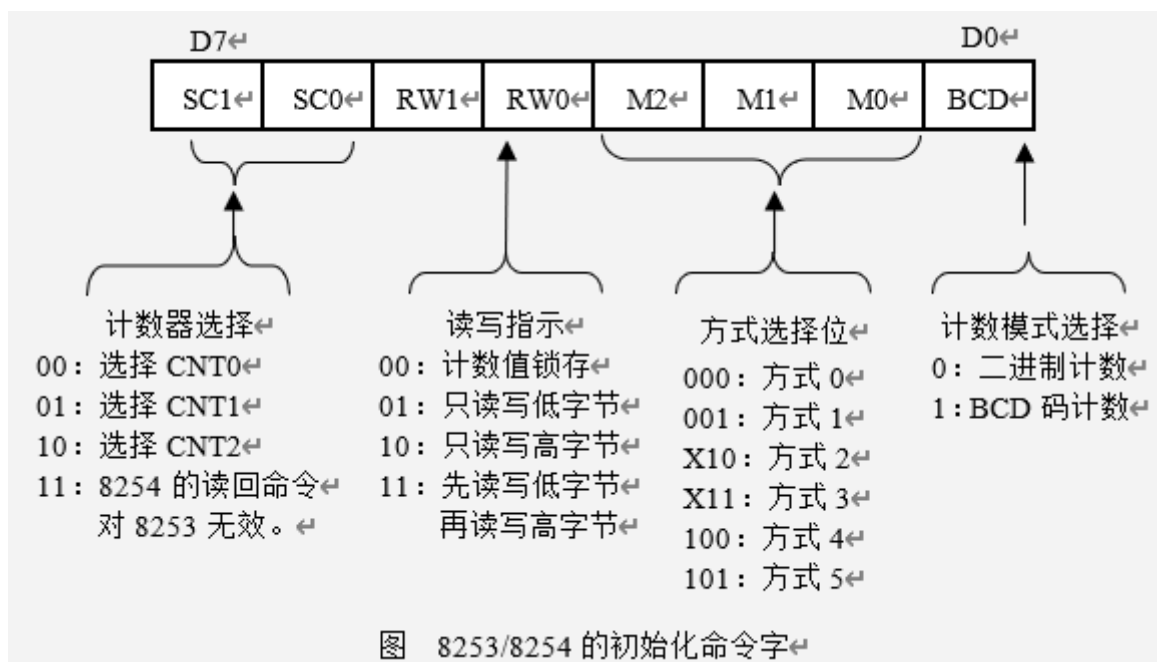 D7↵ D0↵
SC1↵ SC0↵ RW1↵ RW0↵ M2↵ M1↵ M0↵ BCD↵
计数器选择↵
00：选择 CNT0↵
01：选择 CNT1↵
10：选择 CNT2↵
11：8254 的读回命令↵
对 8253 无效。↵
读写指示↵
00：计数值锁存↵
01：只读写低字节↵
10：只读写高字节↵
11：先读写低字节↵
再读写高字节↵
方式选择位↵
000：方式 0↵
001：方式 1↵
X10：方式 2↵
X11：方式 3↵
100：方式 4↵
101：方式 5↵
计数模式选择↵
0：二进制计数↵
1:BCD 码计数↵
图 8253/8254 的初始化命令字↵